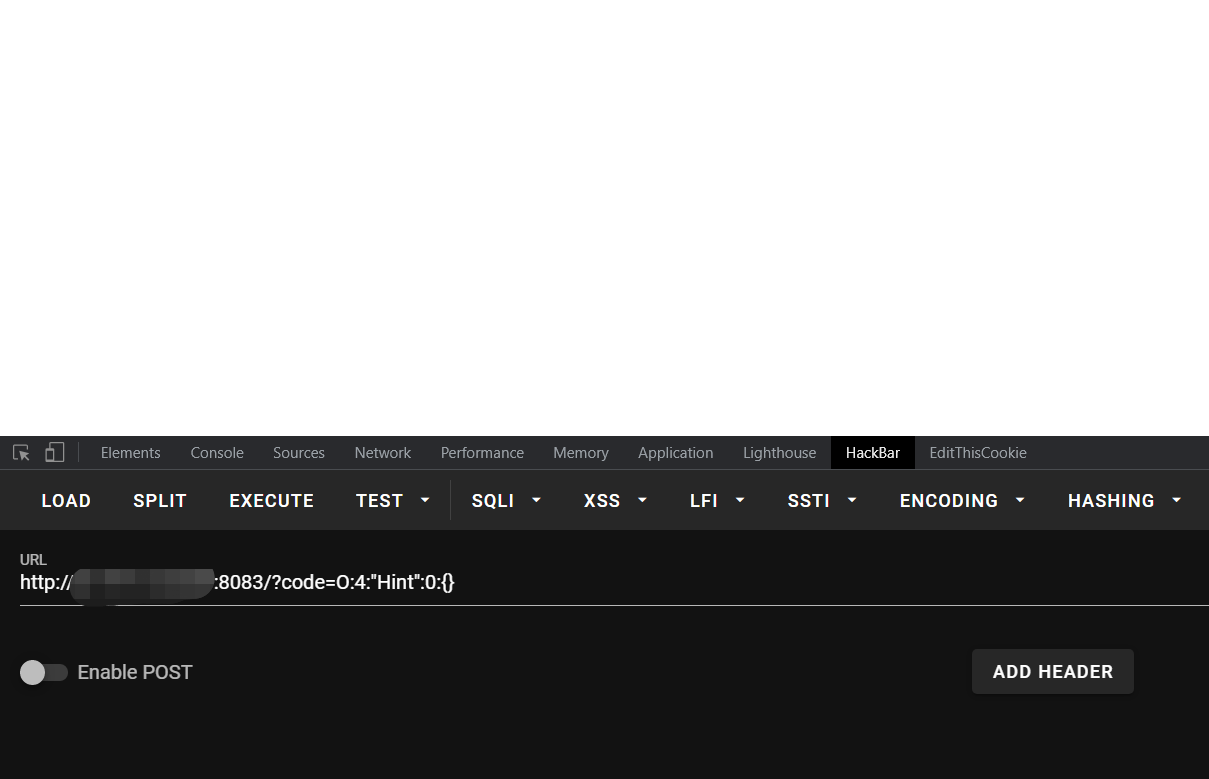 Elements Console Sources Network Performance Memory Application Lighthouse HackBar EditThisCookie
LOAD SPLIT EXECUTE TEST SQLI XSS LFI SSTI ENCODING HASHING
URL
http:// :8083/?code=O:4:"Hint":0:{}
Enable POST ADD HEADER